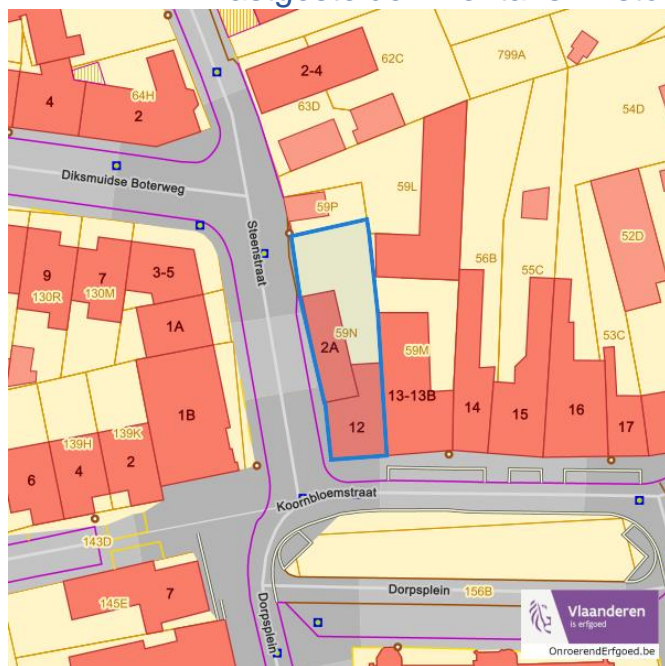 2-4
62C
799A
4
2
64H
63D
54D
Diksmuidse Boterweg
59L
59P
Steenstraat
52D
9
7
3-5
130R
130M
56B
55C
1A
2A
59N
59M
53C
1B
13-13B
14
15
16
17
12
139K
139H
6
4
2
Koornbloemstraat
143D
Dorpsplein
156B
145E
7
Dorpsplein
Vlaanderen
is erfgoed
OnroerendErfgoed.be